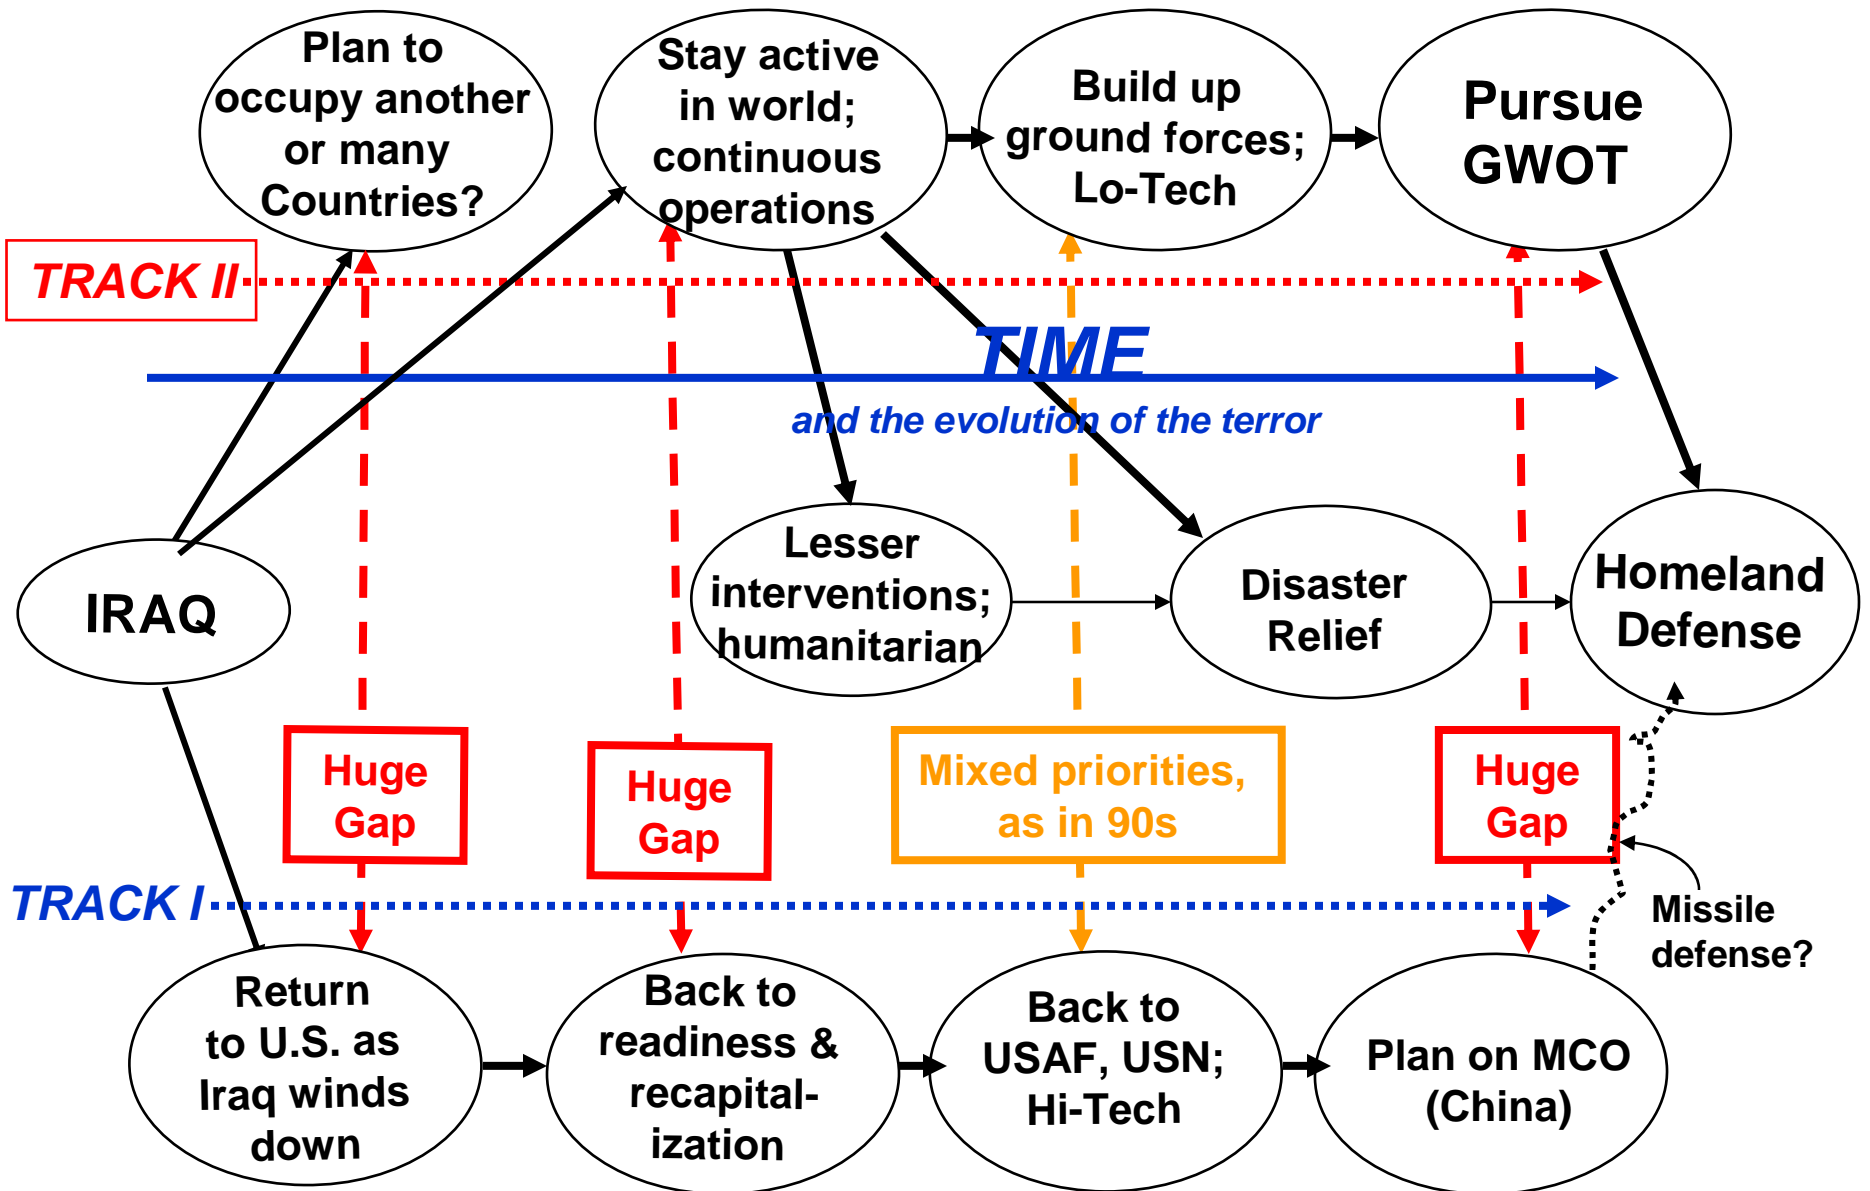 Plan to
occupy another
or many
Countries?
Stay active
in world;
continuous
operations
Build up
ground forces;
Lo-Tech
Pursue
GWOT
TRACK II
TIME
and the evolution of the terror
IRAQ
Lesser
interventions;
humanitarian
Disaster
Relief
Homeland
Defense
Huge
Gap
Huge
Gap
Mixed priorities,
as in 90s
Huge
Gap
TRACK I
Missile
defense?
Return
to U.S. as
Iraq winds
down
Back to
readiness &
recapital-
ization
Back to
USAF, USN;
Hi-Tech
Plan on MCO
(China)